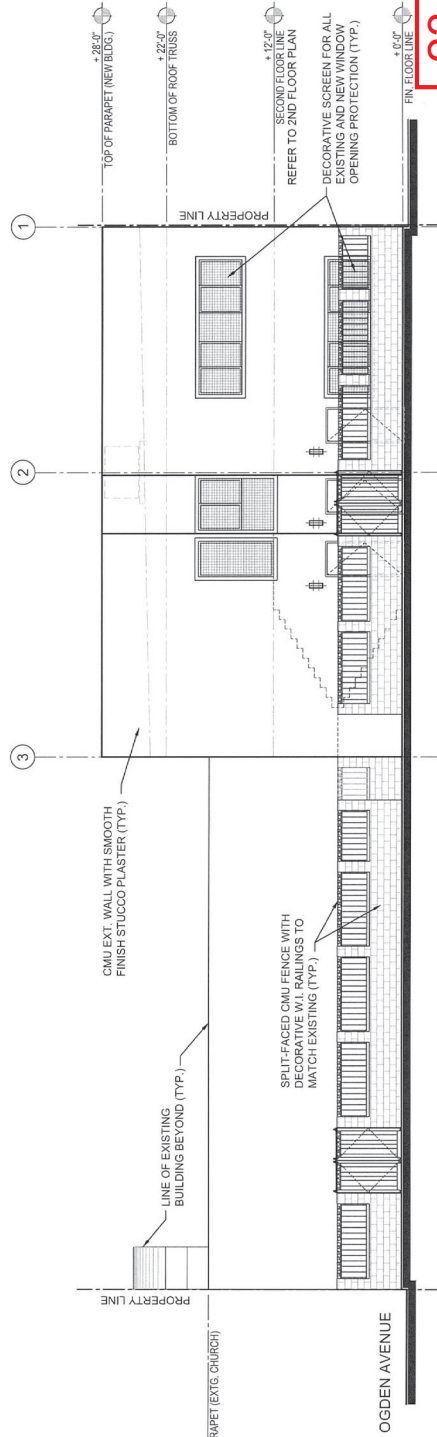 3
2
1
+ 28'-0"
TOP OF PARAPET (NEW BLDG.)
+ 22'-0"
BOTTOM OF ROOF TRUSS
+ 12'-0"
SECOND FLOOR LINE
REFER TO 2ND FLOOR PLAN
DECORATIVE SCREEN FOR ALL
EXISTING AND NEW WINDOW
OPENING PROTECTION (TYP.)
+ 0'-0"
FIN. FLOOR LINE
PROPERTY LINE
CMU EXT. WALL WITH SMOOTH
FINISH STUCCO PLASTER (TYP.)
LINE OF EXISTING
BUILDING BEYOND (TYP.)
SPLIT-FACED CMU FENCE WITH
DECORATIVE W.I. RAILINGS TO
MATCH EXISTING (TYP.)
PROPERTY LINE
RAPET (EXTG. CHURCH)
OGDEN AVENUE